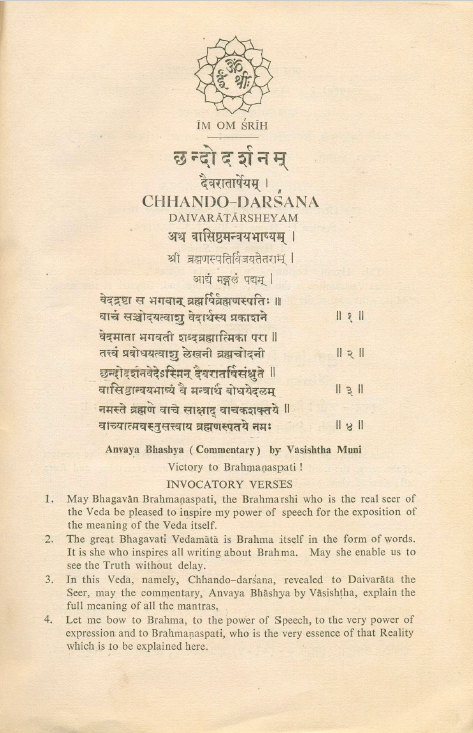 ॐ
ईं श्रीः
ĪM OM ŚRĪH
छन्दोदर्शनम्
दैवरातार्षेयम् ।
CHHANDO-DARŚANA
DAIVARĀTĀRSHEYAM
अथ वासिष्ठमन्वयभाष्यम् ।
श्री ब्रह्मणस्पतिर्विजयतेतराम् ।
आद्यं मङ्गलं पद्यम् ।
वेदद्रष्टा स भगवान् ब्रह्मर्षिर्ब्रह्मणस्पतिः ॥
वाचं सञ्चोदयत्वाशु वेदार्थस्य प्रकाशने ॥ १ ॥
वेदमाता भगवती शब्दब्रह्मात्मिका परा ॥
तत्त्वं प्रबोधयत्वाशु लेखनी ब्रह्मचोदनी ॥ २ ॥
छन्दोदर्शनवेदेऽस्मिन् दैवरातर्षिसंश्रुते ॥
वासिष्ठान्वयभाष्यं वै मन्त्रार्थं बोधयेदलम् ॥ ३ ॥
नमस्ते ब्रह्मणे वाचे साक्षाद् वाचकशक्तये ॥
वाच्यात्मवस्तुसत्त्वाय ब्रह्मणस्पतये नमः ॥ ४ ॥
Anvaya Bhashya (Commentary) by Vasishtha Muni
Victory to Brahmaṇaspati !
INVOCATORY VERSES
1. May Bhagavān Brahmaṇaspati, the Brahmarshi who is the real seer of
the Veda be pleased to inspire my power of speech for the exposition of
the meaning of the Veda itself.
2. The great Bhagavatī Vedamātā is Brahma itself in the form of words.
It is she who inspires all writing about Brahma. May she enable us to
see the Truth without delay.
3. In this Veda, namely, Chhando-darśana, revealed to Daivarāta the
Seer, may the commentary, Anvaya Bhāshya by Vāsishṭha, explain the
full meaning of all the mantras,
4. Let me bow to Brahma, to the power of Speech, to the very power of
expression and to Brahmaṇaspati, who is the very essence of that Reality
which is to be explained here.